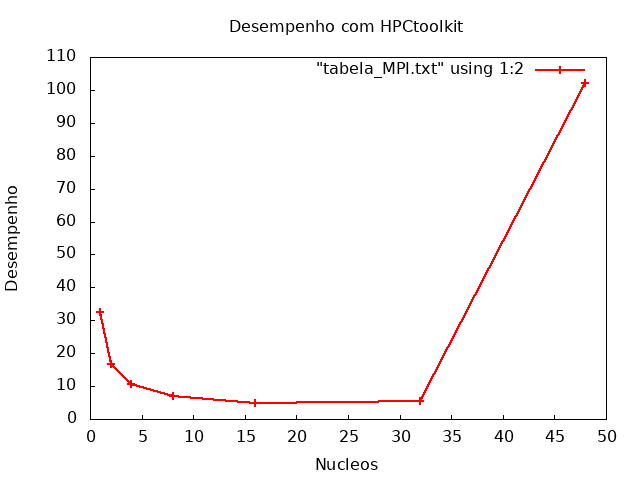 Desempenho com HPCtoolkit
"tabela_MPI.txt" using 1:2
110
100
90
80
70
60
50
40
30
20
10
0
Desempenho
0 5 10 15 20 25 30 35 40 45 50
Nucleos